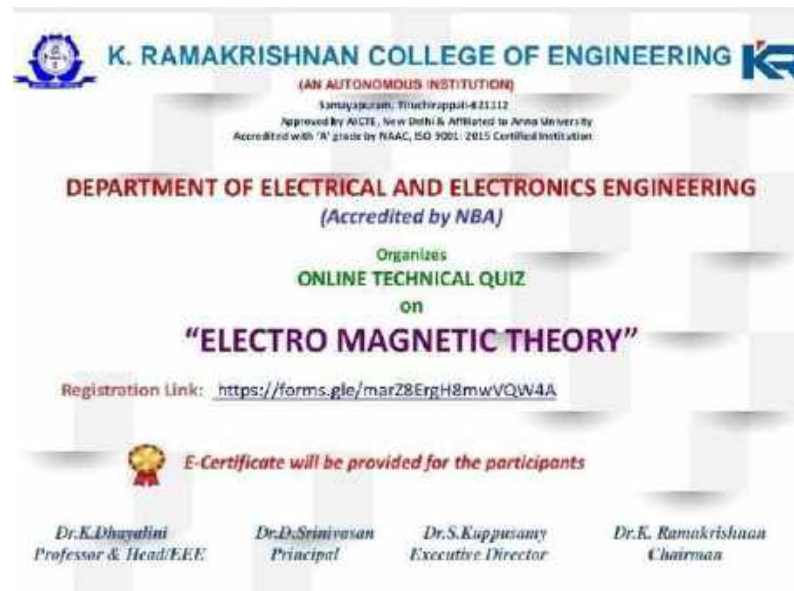 K. RAMAKRISHNAN COLLEGE OF ENGINEERING
(AN AUTONOMOUS INSTITUTION)
Samayapuram, Tiruchirappali-621112
Approved by AICTE, New Delhi & Affiliated to Anna University
Accredited with 'A' grade by NAAC, ISO 9001: 2015 Certified Institution
DEPARTMENT OF ELECTRICAL AND ELECTRONICS ENGINEERING
(Accredited by NBA)
Organizes
ONLINE TECHNICAL QUIZ
on
"ELECTRO MAGNETIC THEORY"
Registration Link: https://forms.gle/marZ8ErgH8mwVQW4A
E-Certificate will be provided for the participants
Dr.K.Dhayalini Dr.D.Srinivasan Dr.S.Kuppusamy Dr.K. Ramakrishnan
Professor & Head/EEE Principal Executive Director Chairman